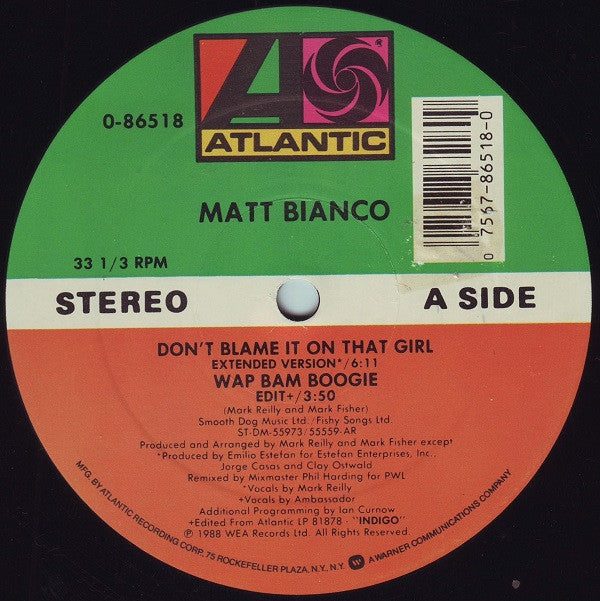 ATLANTIC
0-86518
MATT BIANCO
0 7567-86518-0
33 1/3 RPM
STEREO
A SIDE
DON'T BLAME IT ON THAT GIRL
EXTENDED VERSION*/6:11
WAP BAM BOOGIE
EDIT+/3:50
(Mark Reilly and Mark Fisher)
Smooth Dog Music Ltd./Fishy Songs Ltd.
ST-DM-55973/55559-AR
Produced and Arranged by Mark Reilly and Mark Fisher except
*Produced by Emilio Estefan for Estefan Enterprises, Inc.,
Jorge Casas and Clay Ostwald
Remixed by Mixmaster Phil Harding for PWL
*Vocals by Mark Reilly
+Vocals by Ambassador
Additional Programming by Ian Curnow
+Edited From Atlantic LP 81878 - "INDIGO"
℗ 1988 WEA Records Ltd. All Rights Reserved.
MFG. BY ATLANTIC RECORDING CORP., 75 ROCKEFELLER PLAZA, N.Y., N.Y. A WARNER COMMUNICATIONS COMPANY